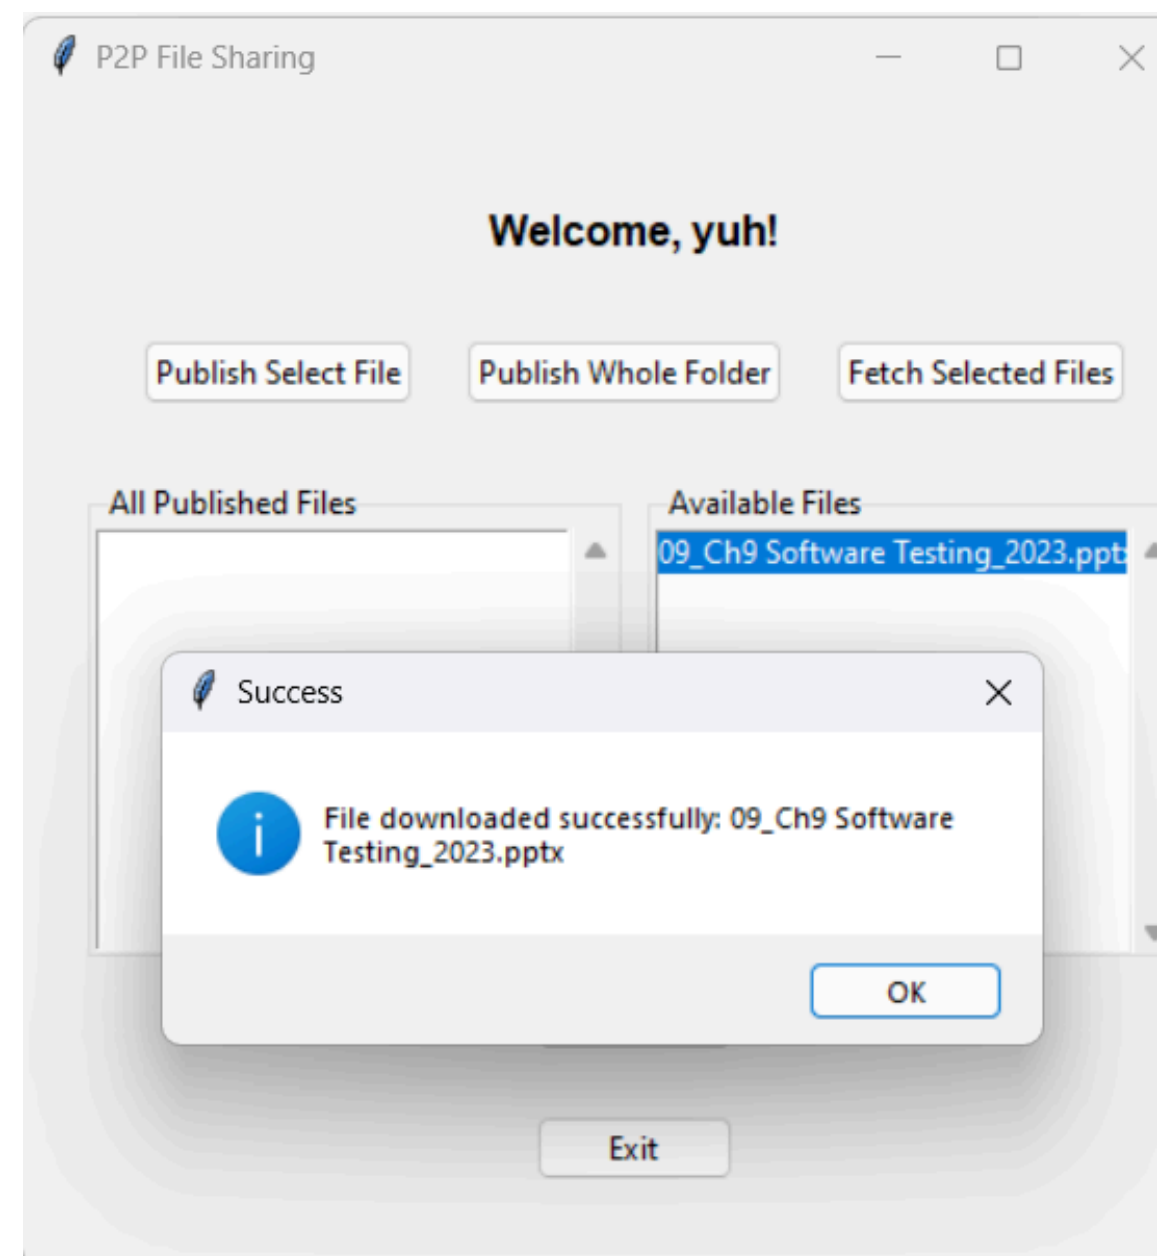 P2P File Sharing
Welcome, yuh!
Publish Select File
Publish Whole Folder
Fetch Selected Files
All Published Files
Available Files
09_Ch9 Software Testing_2023.ppt
Success
File downloaded successfully: 09_Ch9 Software
Testing_2023.pptx
OK
Exit